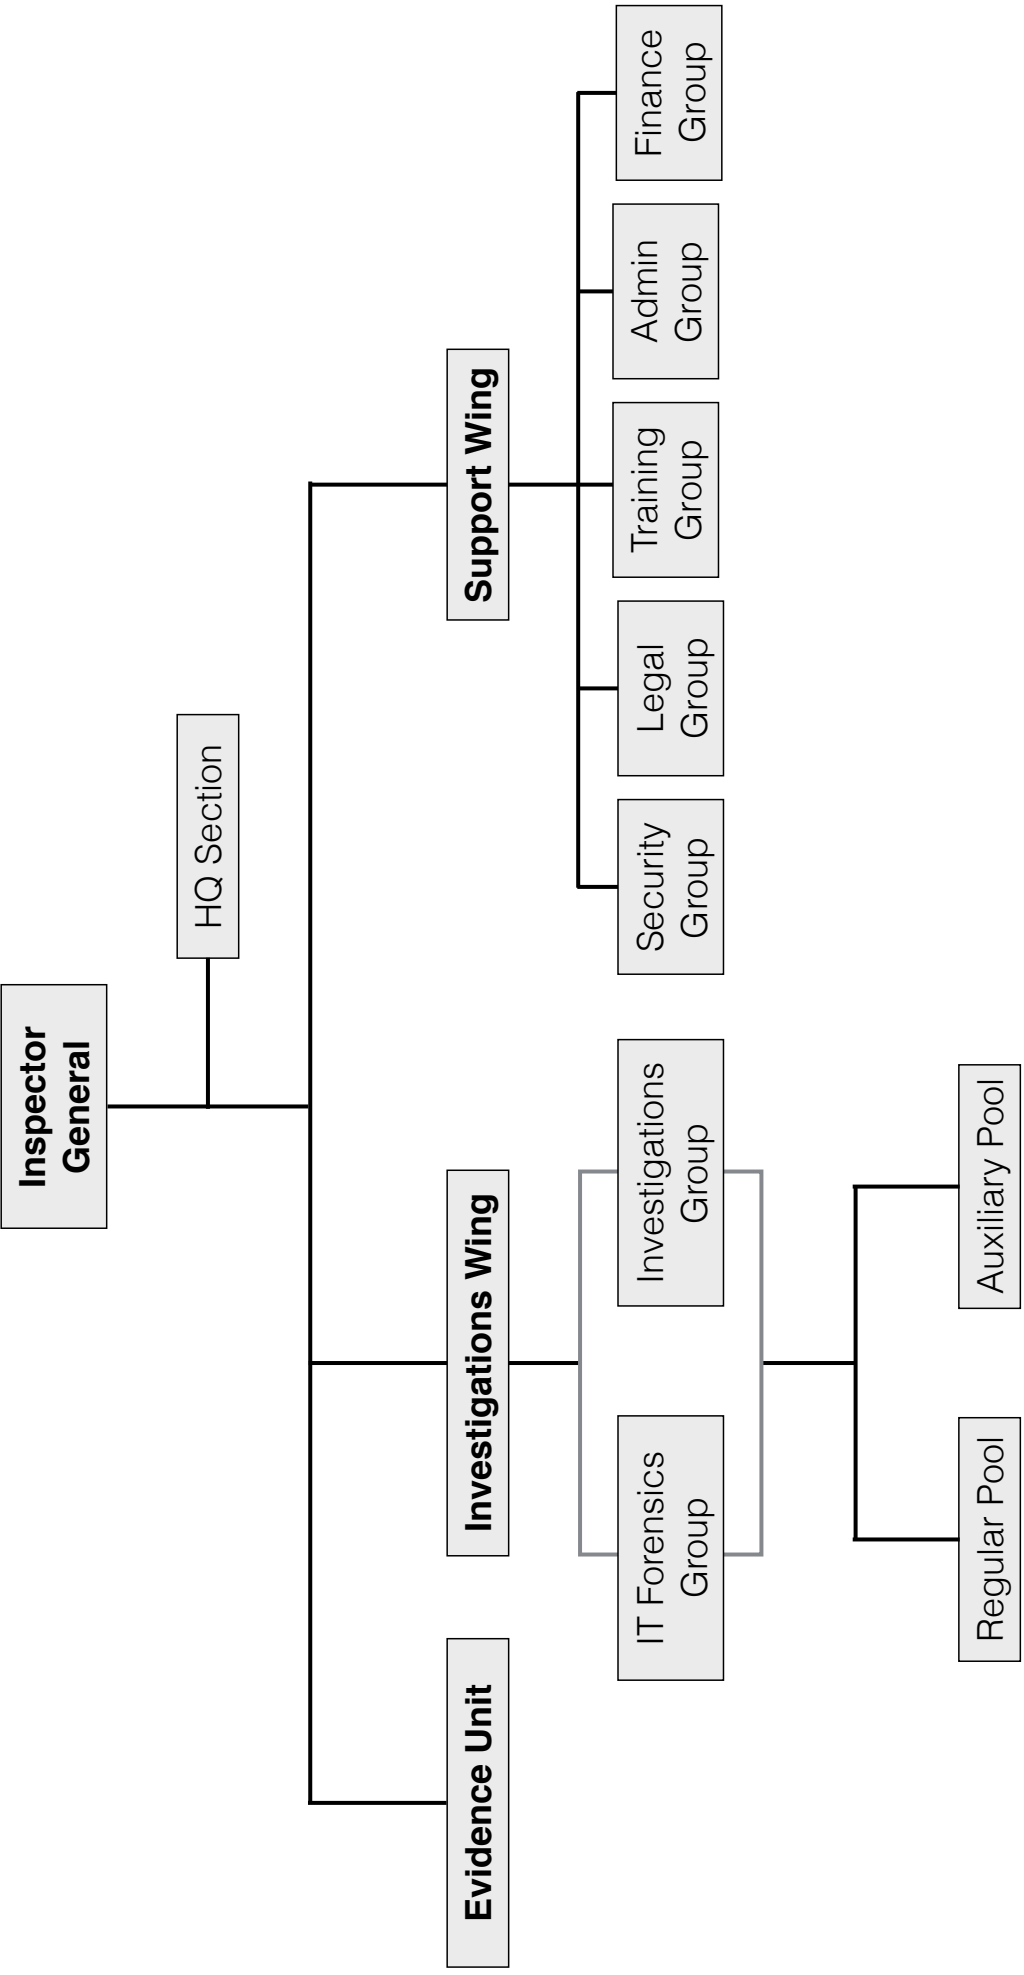 Inspector
General
HQ Section
Evidence Unit
Investigations Wing
Support Wing
IT Forensics
Group
Investigations
Group
Security
Group
Legal
Group
Training
Group
Admin
Group
Finance
Group
Regular Pool
Auxiliary Pool